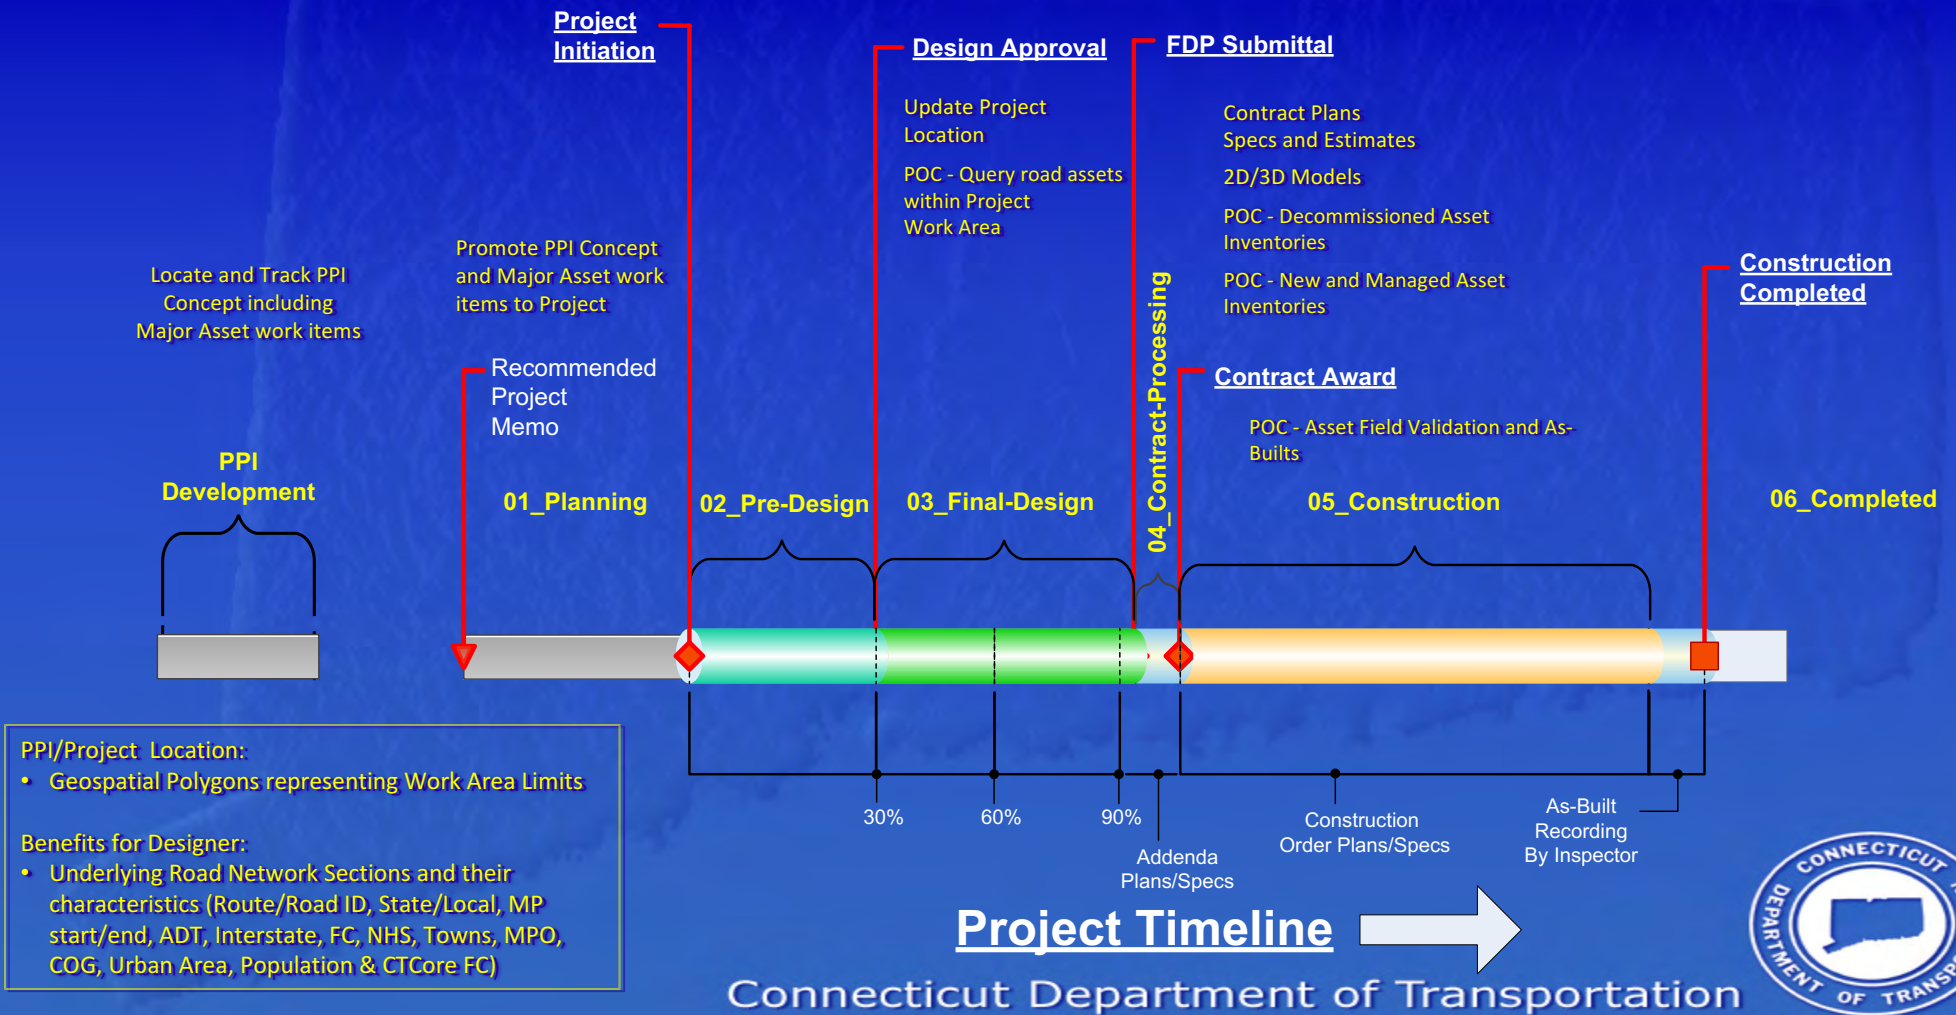 Project
Initiation
Design Approval
FDP Submittal
Update Project
Location
POC - Query road assets
within Project
Work Area
Contract Plans
Specs and Estimates
2D/3D Models
POC - Decommissioned Asset
Inventories
POC - New and Managed Asset
Inventories
Construction
Completed
Locate and Track PPI
Concept including
Major Asset work items
Promote PPI Concept
and Major Asset work
items to Project
Recommended
Project
Memo
Contract Award
POC - Asset Field Validation and As-
Builts
PPI
Development
01_Planning
02_Pre-Design
03_Final-Design
04_Contract-Processing
05_Construction
06_Completed
PPI/Project Location:
• Geospatial Polygons representing Work Area Limits
Benefits for Designer:
• Underlying Road Network Sections and their
characteristics (Route/Road ID, State/Local, MP
start/end, ADT, Interstate, FC, NHS, Towns, MPO,
COG, Urban Area, Population & CTCore FC)
30%
60%
90%
Addenda
Plans/Specs
Construction
Order Plans/Specs
As-Built
Recording
By Inspector
Project Timeline
Connecticut Department of Transportation
CONNECTICUT
DEPARTMENT OF